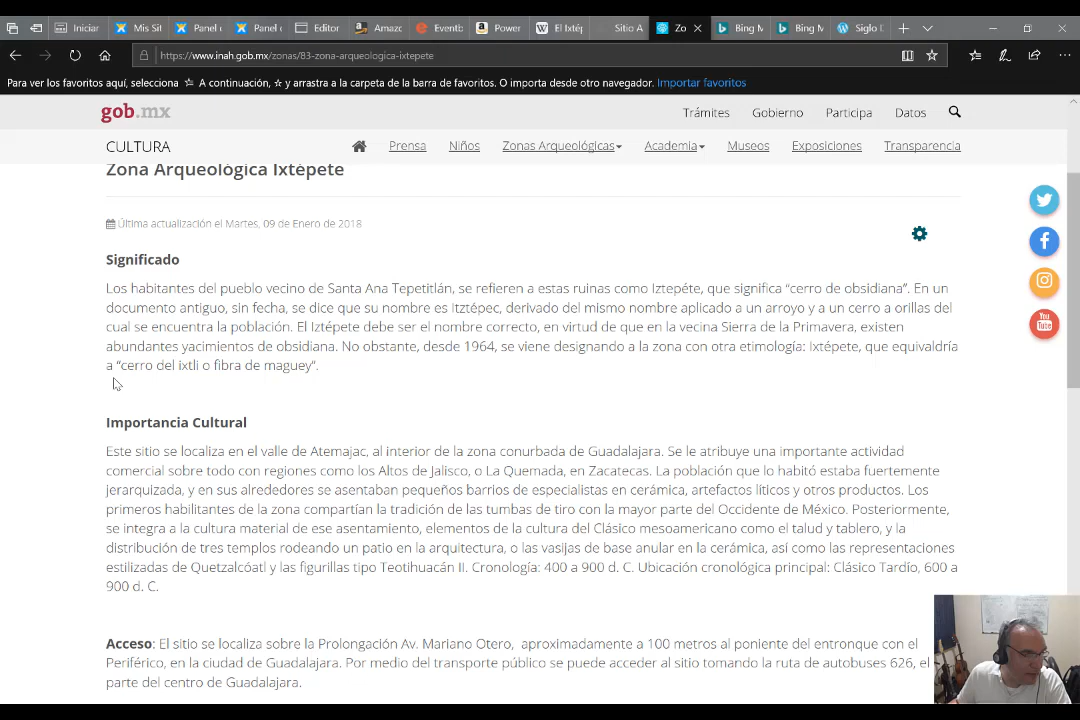 Iniciar
Mis Sit
Panel
Panel
Editor
Amazo
Eventb
Power
El Ixtép
Sitio A
Zo
Bing M
Bing M
Siglo D
https://www.inah.gob.mx/zonas/83-zona-arqueologica-ixtepete
Para ver los favoritos aquí, selecciona A continuación, y arrastra a la carpeta de la barra de favoritos. O importa desde otro navegador. Importar favoritos
gob.mx
Trámites Gobierno Participa Datos
CULTURA
Prensa Niños Zonas Arqueológicas Academia Museos Exposiciones Transparencia
Zona Arqueológica Ixtépete
Última actualización el Martes, 09 de Enero de 2018
Significado
Los habitantes del pueblo vecino de Santa Ana Tepetitlán, se refieren a estas ruinas como Iztepéte, que significa “cerro de obsidiana”. En un
documento antiguo, sin fecha, se dice que su nombre es Itztépec, derivado del mismo nombre aplicado a un arroyo y a un cerro a orillas del
cual se encuentra la población. El Iztépete debe ser el nombre correcto, en virtud de que en la vecina Sierra de la Primavera, existen
abundantes yacimientos de obsidiana. No obstante, desde 1964, se viene designando a la zona con otra etimología: Ixtépete, que equivaldría
a “cerro del ixtli o fibra de maguey”.
Importancia Cultural
Este sitio se localiza en el valle de Atemajac, al interior de la zona conurbada de Guadalajara. Se le atribuye una importante actividad
comercial sobre todo con regiones como los Altos de Jalisco, o La Quemada, en Zacatecas. La población que lo habitó estaba fuertemente
jerarquizada, y en sus alrededores se asentaban pequeños barrios de especialistas en cerámica, artefactos líticos y otros productos. Los
primeros habilitantes de la zona compartían la tradición de las tumbas de tiro con la mayor parte del Occidente de México. Posteriormente,
se integra a la cultura material de ese asentamiento, elementos de la cultura del Clásico mesoamericano como el talud y tablero, y la
distribución de tres templos rodeando un patio en la arquitectura, o las vasijas de base anular en la cerámica, así como las representaciones
estilizadas de Quetzalcóatl y las figurillas tipo Teotihuacán II. Cronología: 400 a 900 d. C. Ubicación cronológica principal: Clásico Tardío, 600 a
900 d. C.
Acceso: El sitio se localiza sobre la Prolongación Av. Mariano Otero, aproximadamente a 100 metros al poniente del entronque con el
Periférico, en la ciudad de Guadalajara. Por medio del transporte público se puede acceder al sitio tomando la ruta de autobuses 626, el
parte del centro de Guadalajara.
You
Tube